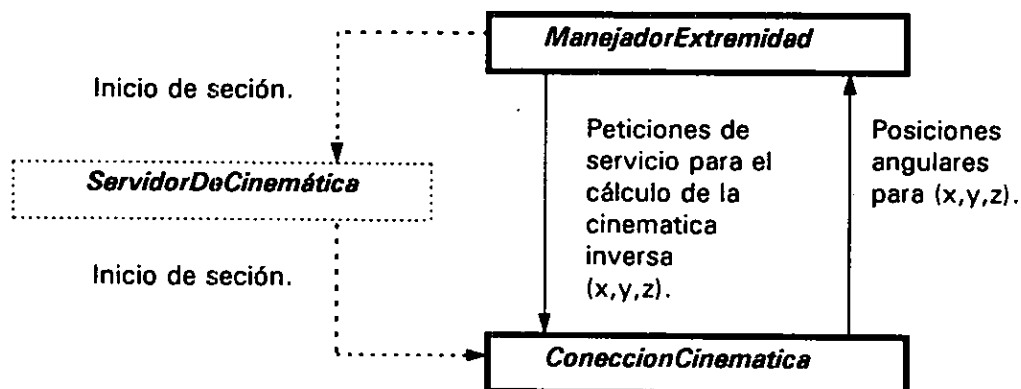 ManejadorExtremidad
Inicio de seción.
Peticiones de
servicio para el
cálculo de la
cinematica
inversa
(x,y,z).
Posiciones
angulares
para (x,y,z).
ServidorDeCinemática
Inicio de seción.
ConeccionCinematica